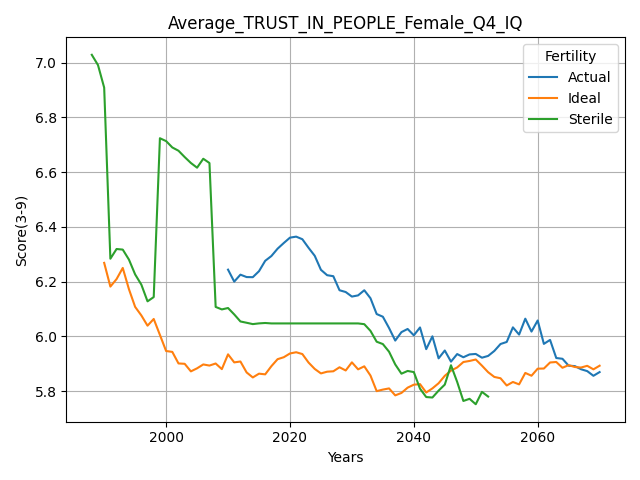 Average_TRUST_IN_PEOPLE_Female_Q4_IQ
Fertility
Actual
Ideal
Sterile
Score(3-9)
7.0
6.8
6.6
6.4
6.2
6.0
5.8
2000
2020
2040
2060
Years